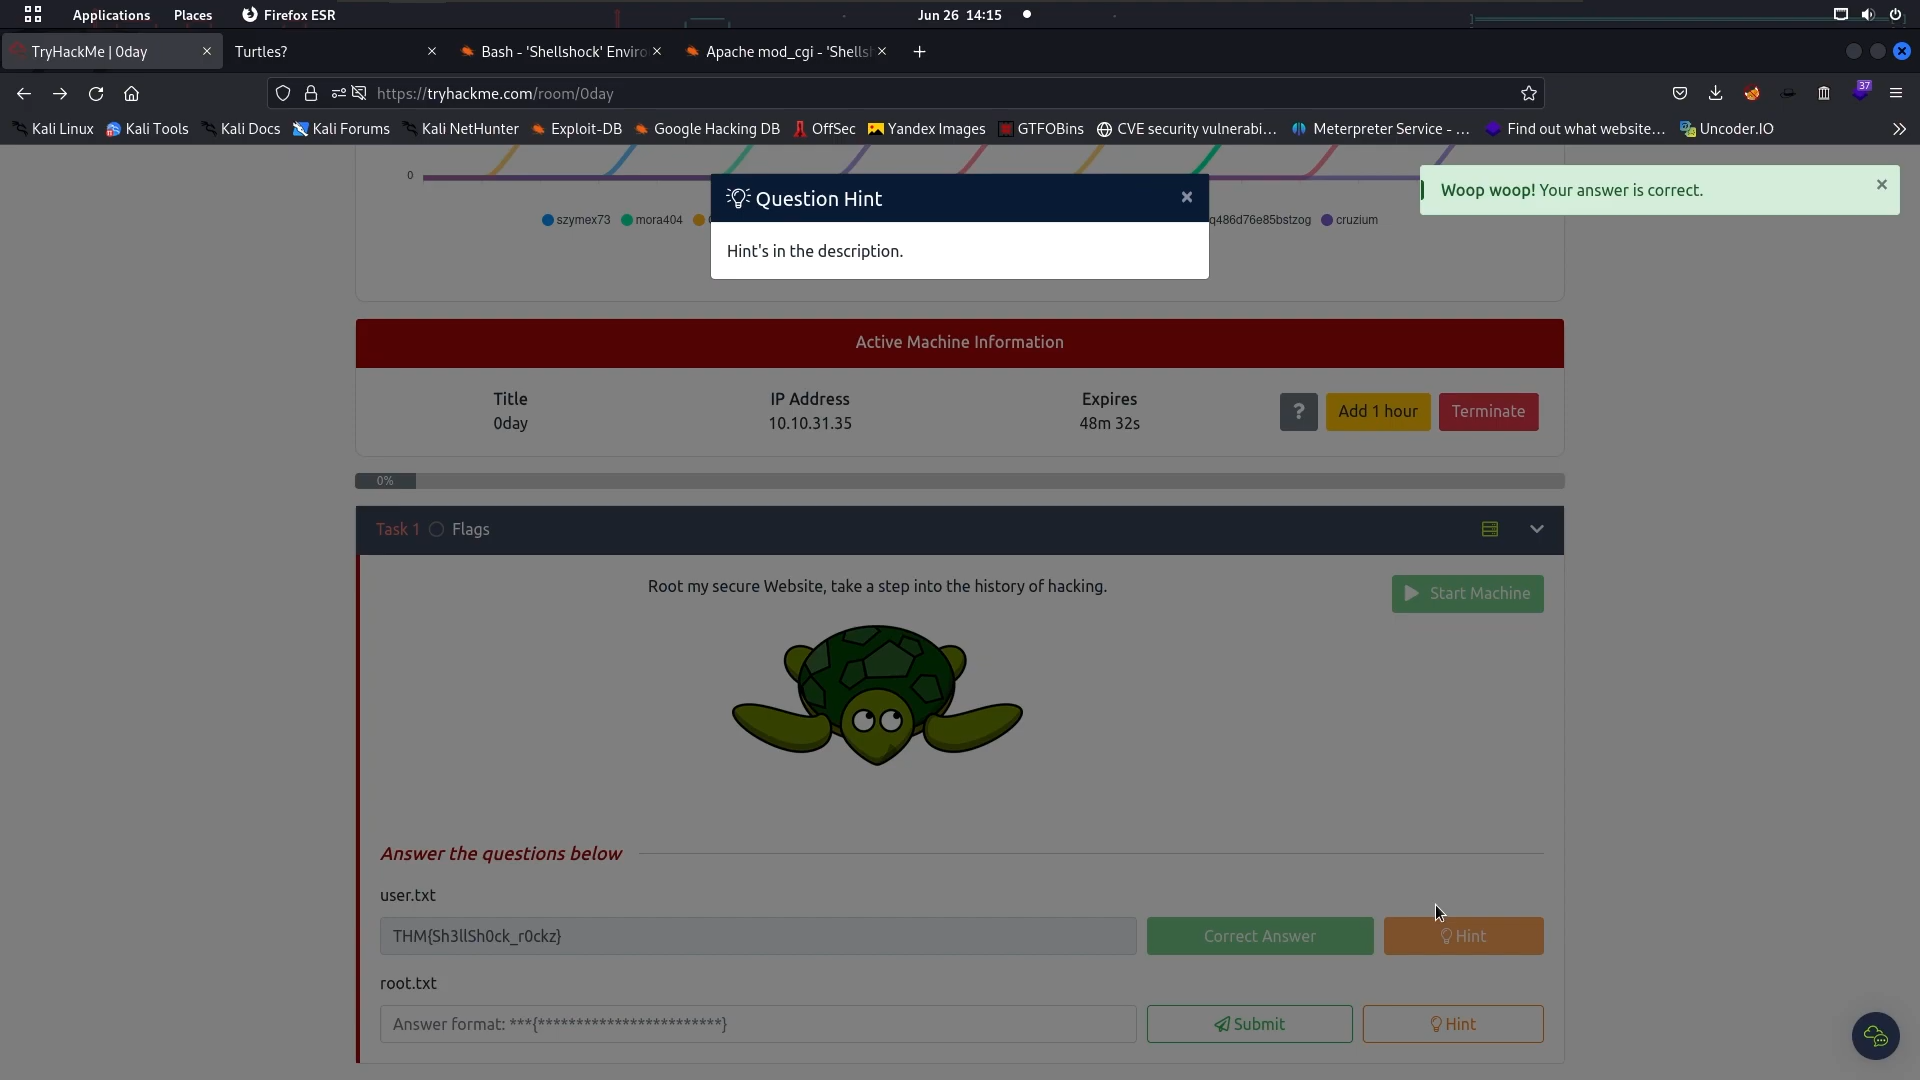 Applications Places Firefox ESR Jun 26 14:15
TryHackMe | 0day
Turtles?
Bash - 'Shellshock' Enviro
Apache mod_cgi - 'Shells
https://tryhackme.com/room/0day
37
Kali Linux Kali Tools Kali Docs Kali Forums Kali NetHunter Exploit-DB Google Hacking DB OffSec Yandex Images GTFOBins CVE security vulnerabi... Meterpreter Service - ... Find out what website... Uncoder.IO
0
Question Hint
Hint's in the description.
Woop woop! Your answer is correct.
szymex73 mora404 q486d76e85bstzog cruzium
Active Machine Information
Title IP Address Expires
0day 10.10.31.35 48m 32s
? Add 1 hour Terminate
0%
Task 1 Flags
Root my secure Website, take a step into the history of hacking.
Start Machine
Answer the questions below
user.txt
THM{Sh3llSh0ck_r0ckz} Correct Answer Hint
root.txt
Answer format: ***{************************} Submit Hint